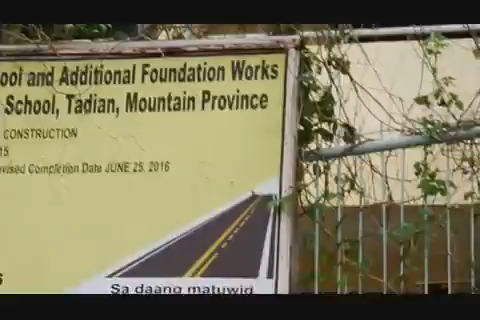 ool and Additional Foundation Works
School, Tadian, Mountain Province
CONSTRUCTION
15
vised Completion Date JUNE 25, 2016
6
Sa daang matuwid